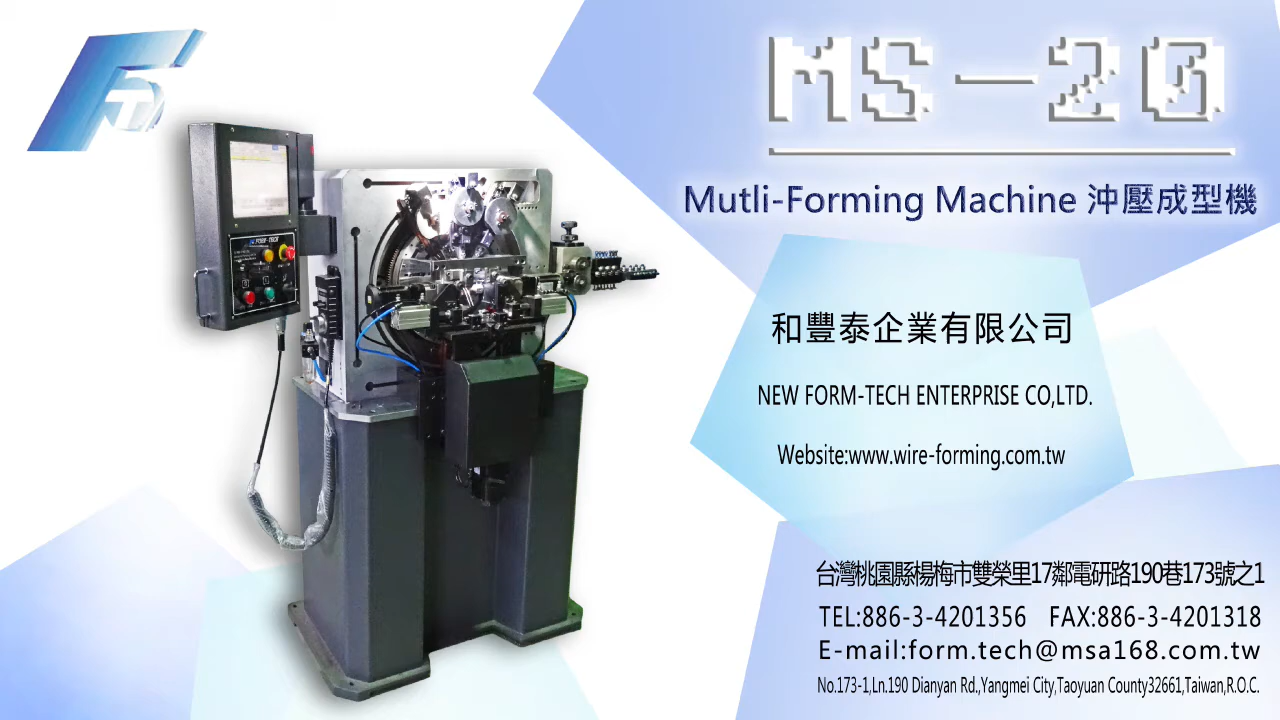 MS-20
Mutli-Forming Machine 沖壓成型機
FORM-TECH
和豐泰企業有限公司
NEW FORM-TECH ENTERPRISE CO,LTD.
Website:www.wire-forming.com.tw
台灣桃園縣楊梅市雙榮里17鄰電研路190巷173號之1
TEL:886-3-4201356 FAX:886-3-4201318
E-mail:form.tech@msa168.com.tw
No.173-1,Ln.190 Dianyan Rd.,Yangmei City,Taoyuan County32661,Taiwan,R.O.C.